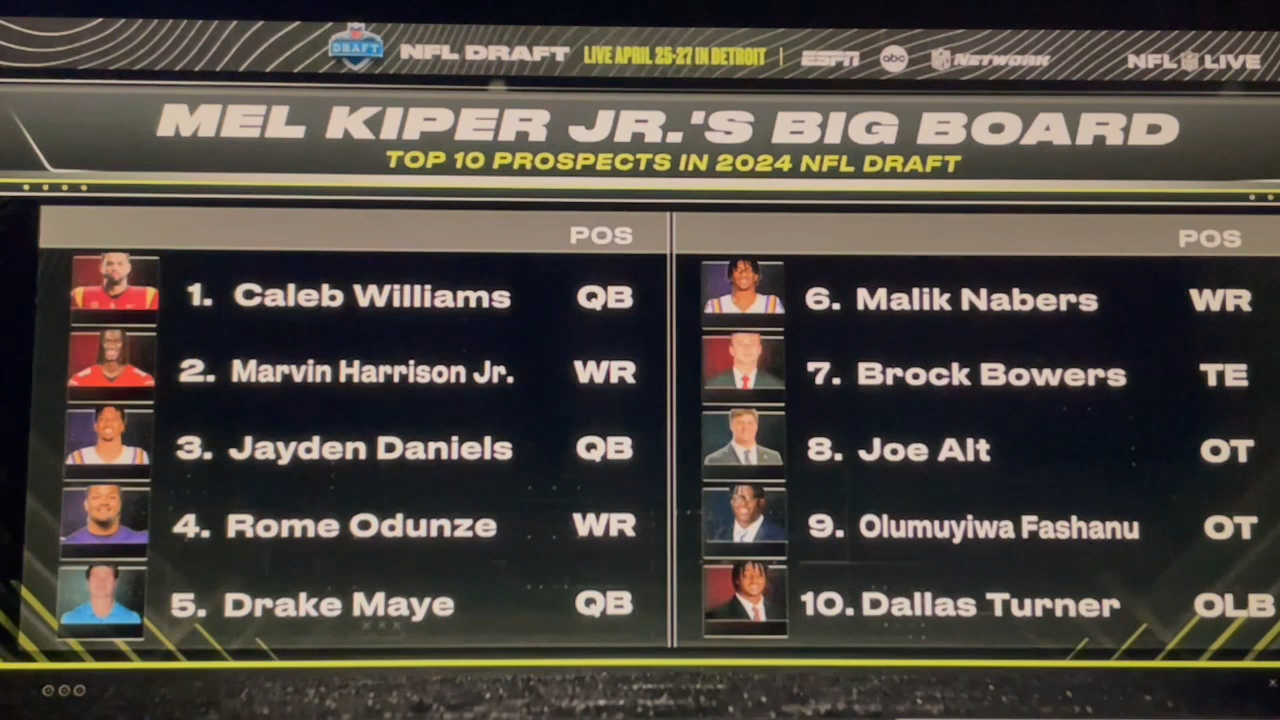 DRAFT NFL DRAFT LIVE APRIL 25-27 IN DETROIT | ESPN abc NFL NETWORK NFL LIVE
MEL KIPER JR.'S BIG BOARD
TOP 10 PROSPECTS IN 2024 NFL DRAFT
POS
1. Caleb Williams QB
2. Marvin Harrison Jr. WR
3. Jayden Daniels QB
4. Rome Odunze WR
5. Drake Maye QB
POS
6. Malik Nabers WR
7. Brock Bowers TE
8. Joe Alt OT
9. Olumuyiwa Fashanu OT
10. Dallas Turner OLB